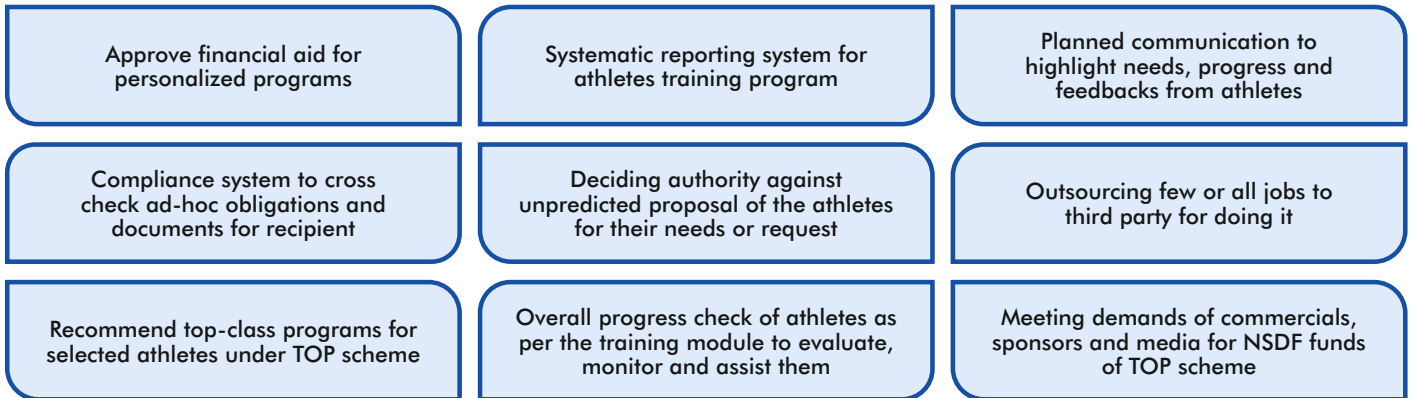 Approve financial aid for
personalized programs
Systematic reporting system for
athletes training program
Planned communication to
highlight needs, progress and
feedbacks from athletes
Compliance system to cross
check ad-hoc obligations and
documents for recipient
Deciding authority against
unpredicted proposal of the athletes
for their needs or request
Outsourcing few or all jobs to
third party for doing it
Recommend top-class programs for
selected athletes under TOP scheme
Overall progress check of athletes as
per the training module to evaluate,
monitor and assist them
Meeting demands of commercials,
sponsors and media for NSDF funds
of TOP scheme